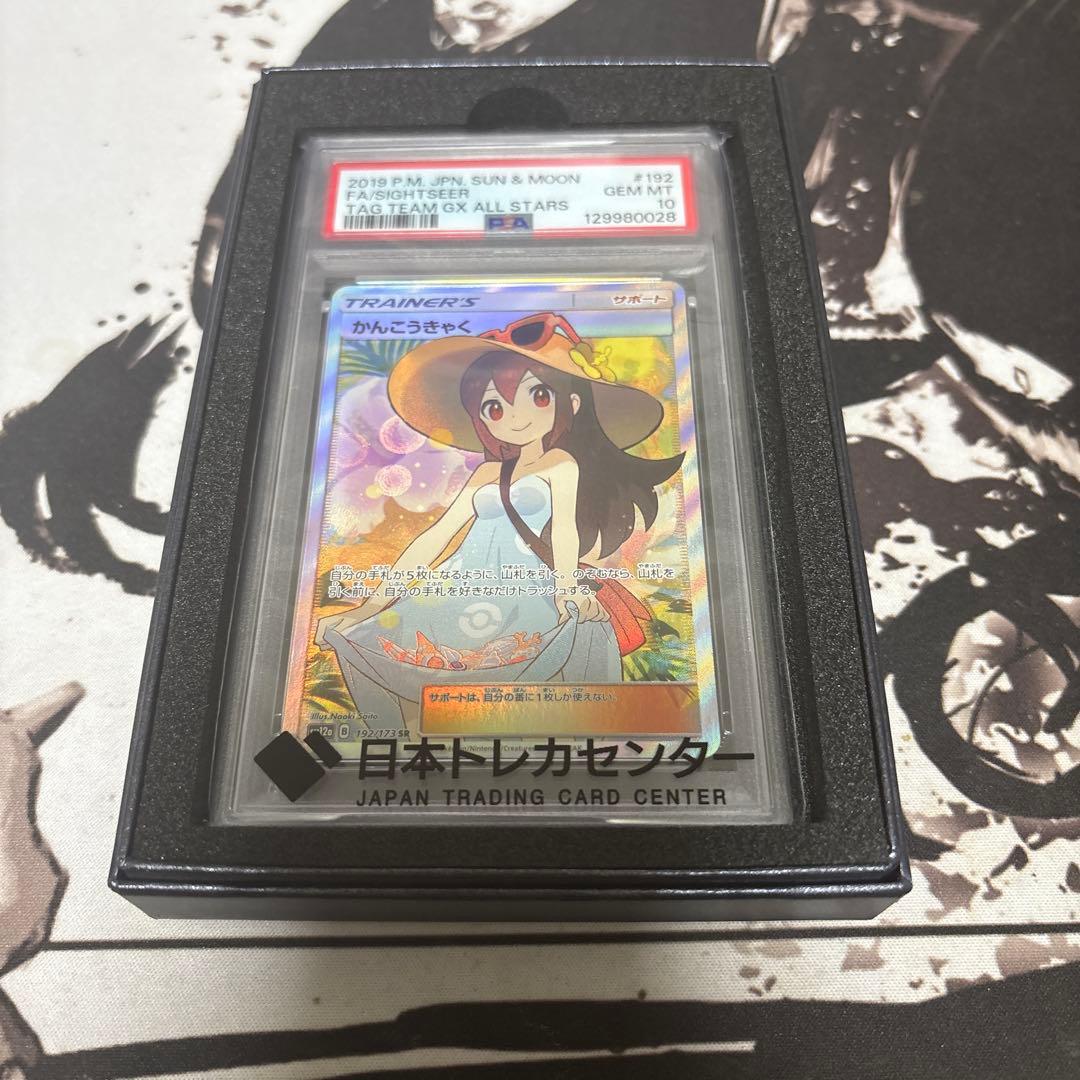 2019 P.M. JPN. SUN & MOON #192
FA/SIGHTSEER GEM MT
TAG TEAM GX ALL STARS 10
PSA 129980028
TRAINER'S サポート
かんこうきゃく
自分の手札が5枚になるように、山札を引く。のぞむなら、山札を
引く前に、自分の手札を好きなだけトラッシュする。
サポートは、自分の番に1枚しか使えない。
Illus. Naoki Saito
B 192/173 SR
/Nintendo/Creatures
日本トレカセンター
JAPAN TRADING CARD CENTER